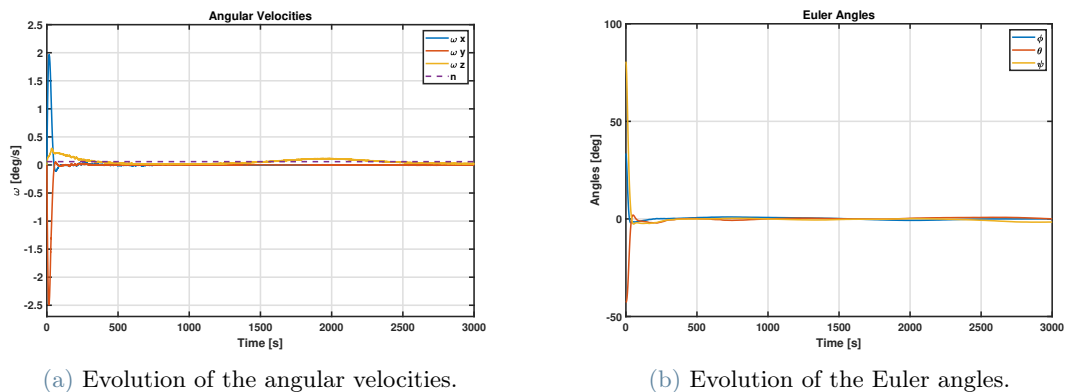 Angular Velocities
2.5
2
1.5
1
0.5
0
-0.5
-1
-1.5
-2
-2.5
ω [deg/s]
0 500 1000 1500 2000 2500 3000
Time [s]
ω x
ω y
ω z
n
(a) Evolution of the angular velocities.
Euler Angles
100
50
0
-50
Angles [deg]
0 500 1000 1500 2000 2500 3000
Time [s]
ϕ
θ
ψ
(b) Evolution of the Euler angles.